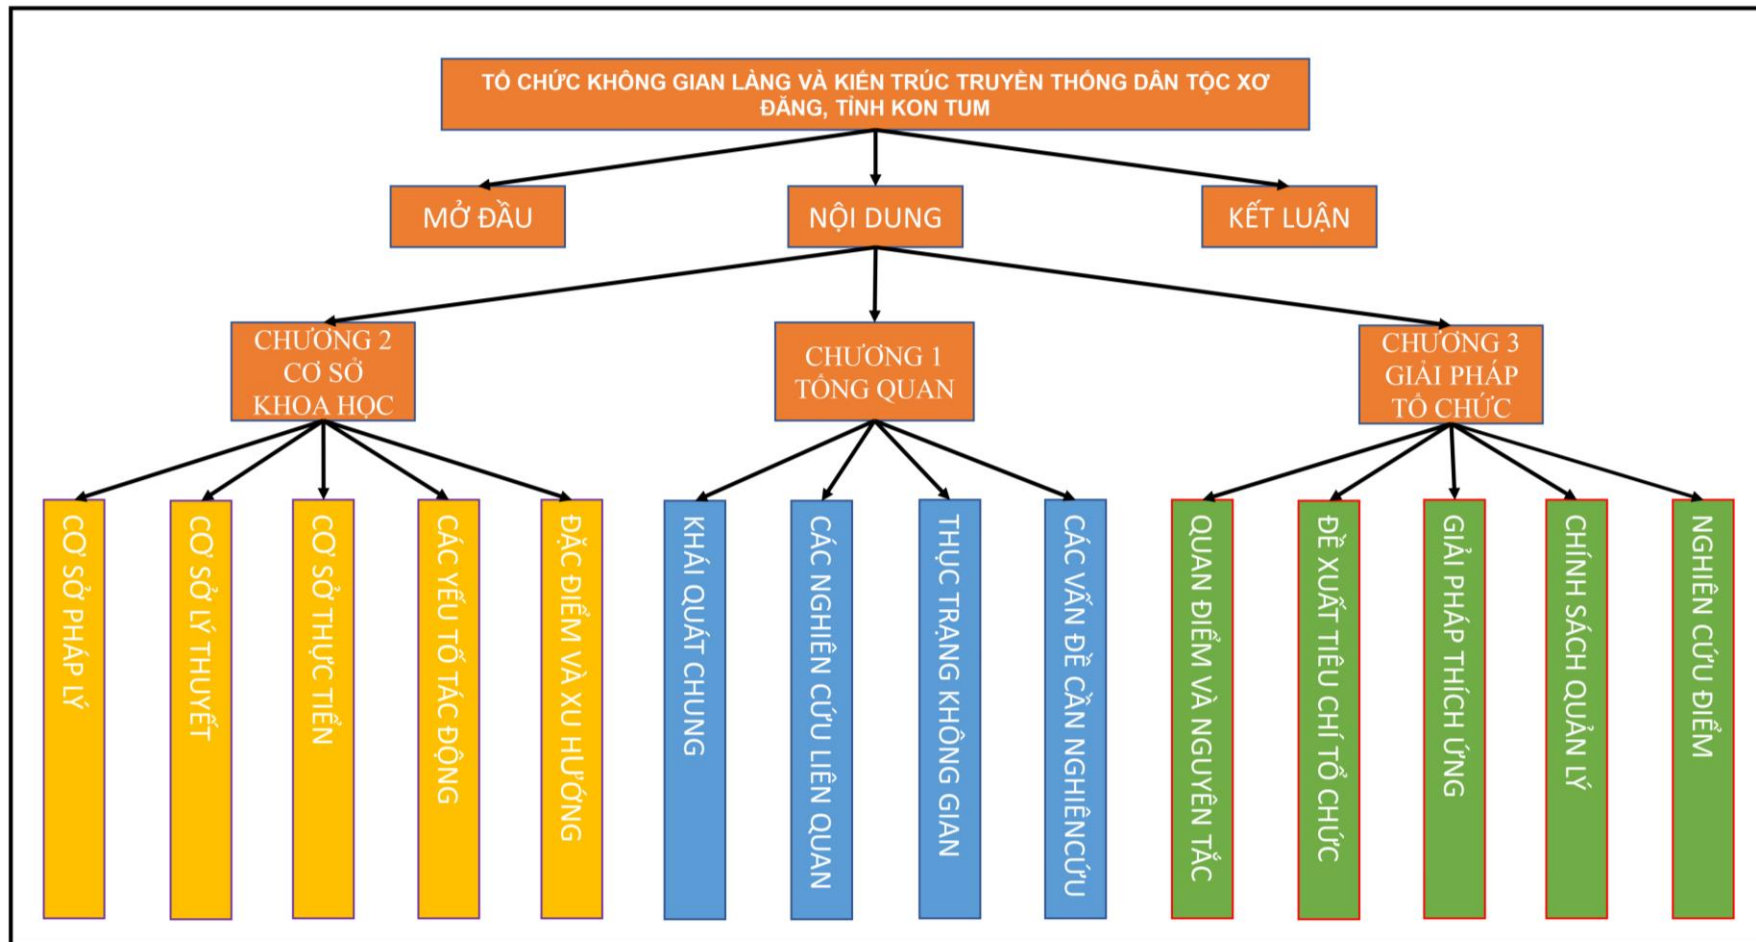 TỔ CHỨC KHÔNG GIAN LÀNG VÀ KIẾN TRÚC TRUYỀN THỐNG DÂN TỘC XƠ
ĐĂNG, TỈNH KON TUM
MỞ ĐẦU
NỘI DUNG
KẾT LUẬN
CHƯƠNG 2
CƠ SỞ
KHOA HỌC
CHƯƠNG 1
TỔNG QUAN
CHƯƠNG 3
GIẢI PHÁP
TỔ CHỨC
CƠ SỞ PHÁP LÝ
CƠ SỞ LÝ THUYẾT
CƠ SỞ THỰC TIỂN
CÁC YẾU TỐ TÁC ĐỘNG
ĐẶC ĐIỂM VÀ XU HƯỚNG
KHÁI QUÁT CHUNG
CÁC NGHIÊN CỨU LIÊN QUAN
THỰC TRẠNG KHÔNG GIAN
CÁC VẤN ĐỀ CẦN NGHIÊNCỨU
QUAN ĐIỂM VÀ NGUYÊN TẮC
ĐỀ XUẤT TIÊU CHÍ TỔ CHỨC
GIẢI PHÁP THÍCH ỨNG
CHÍNH SÁCH QUẢN LÝ
NGHIÊN CỨU ĐIỂM